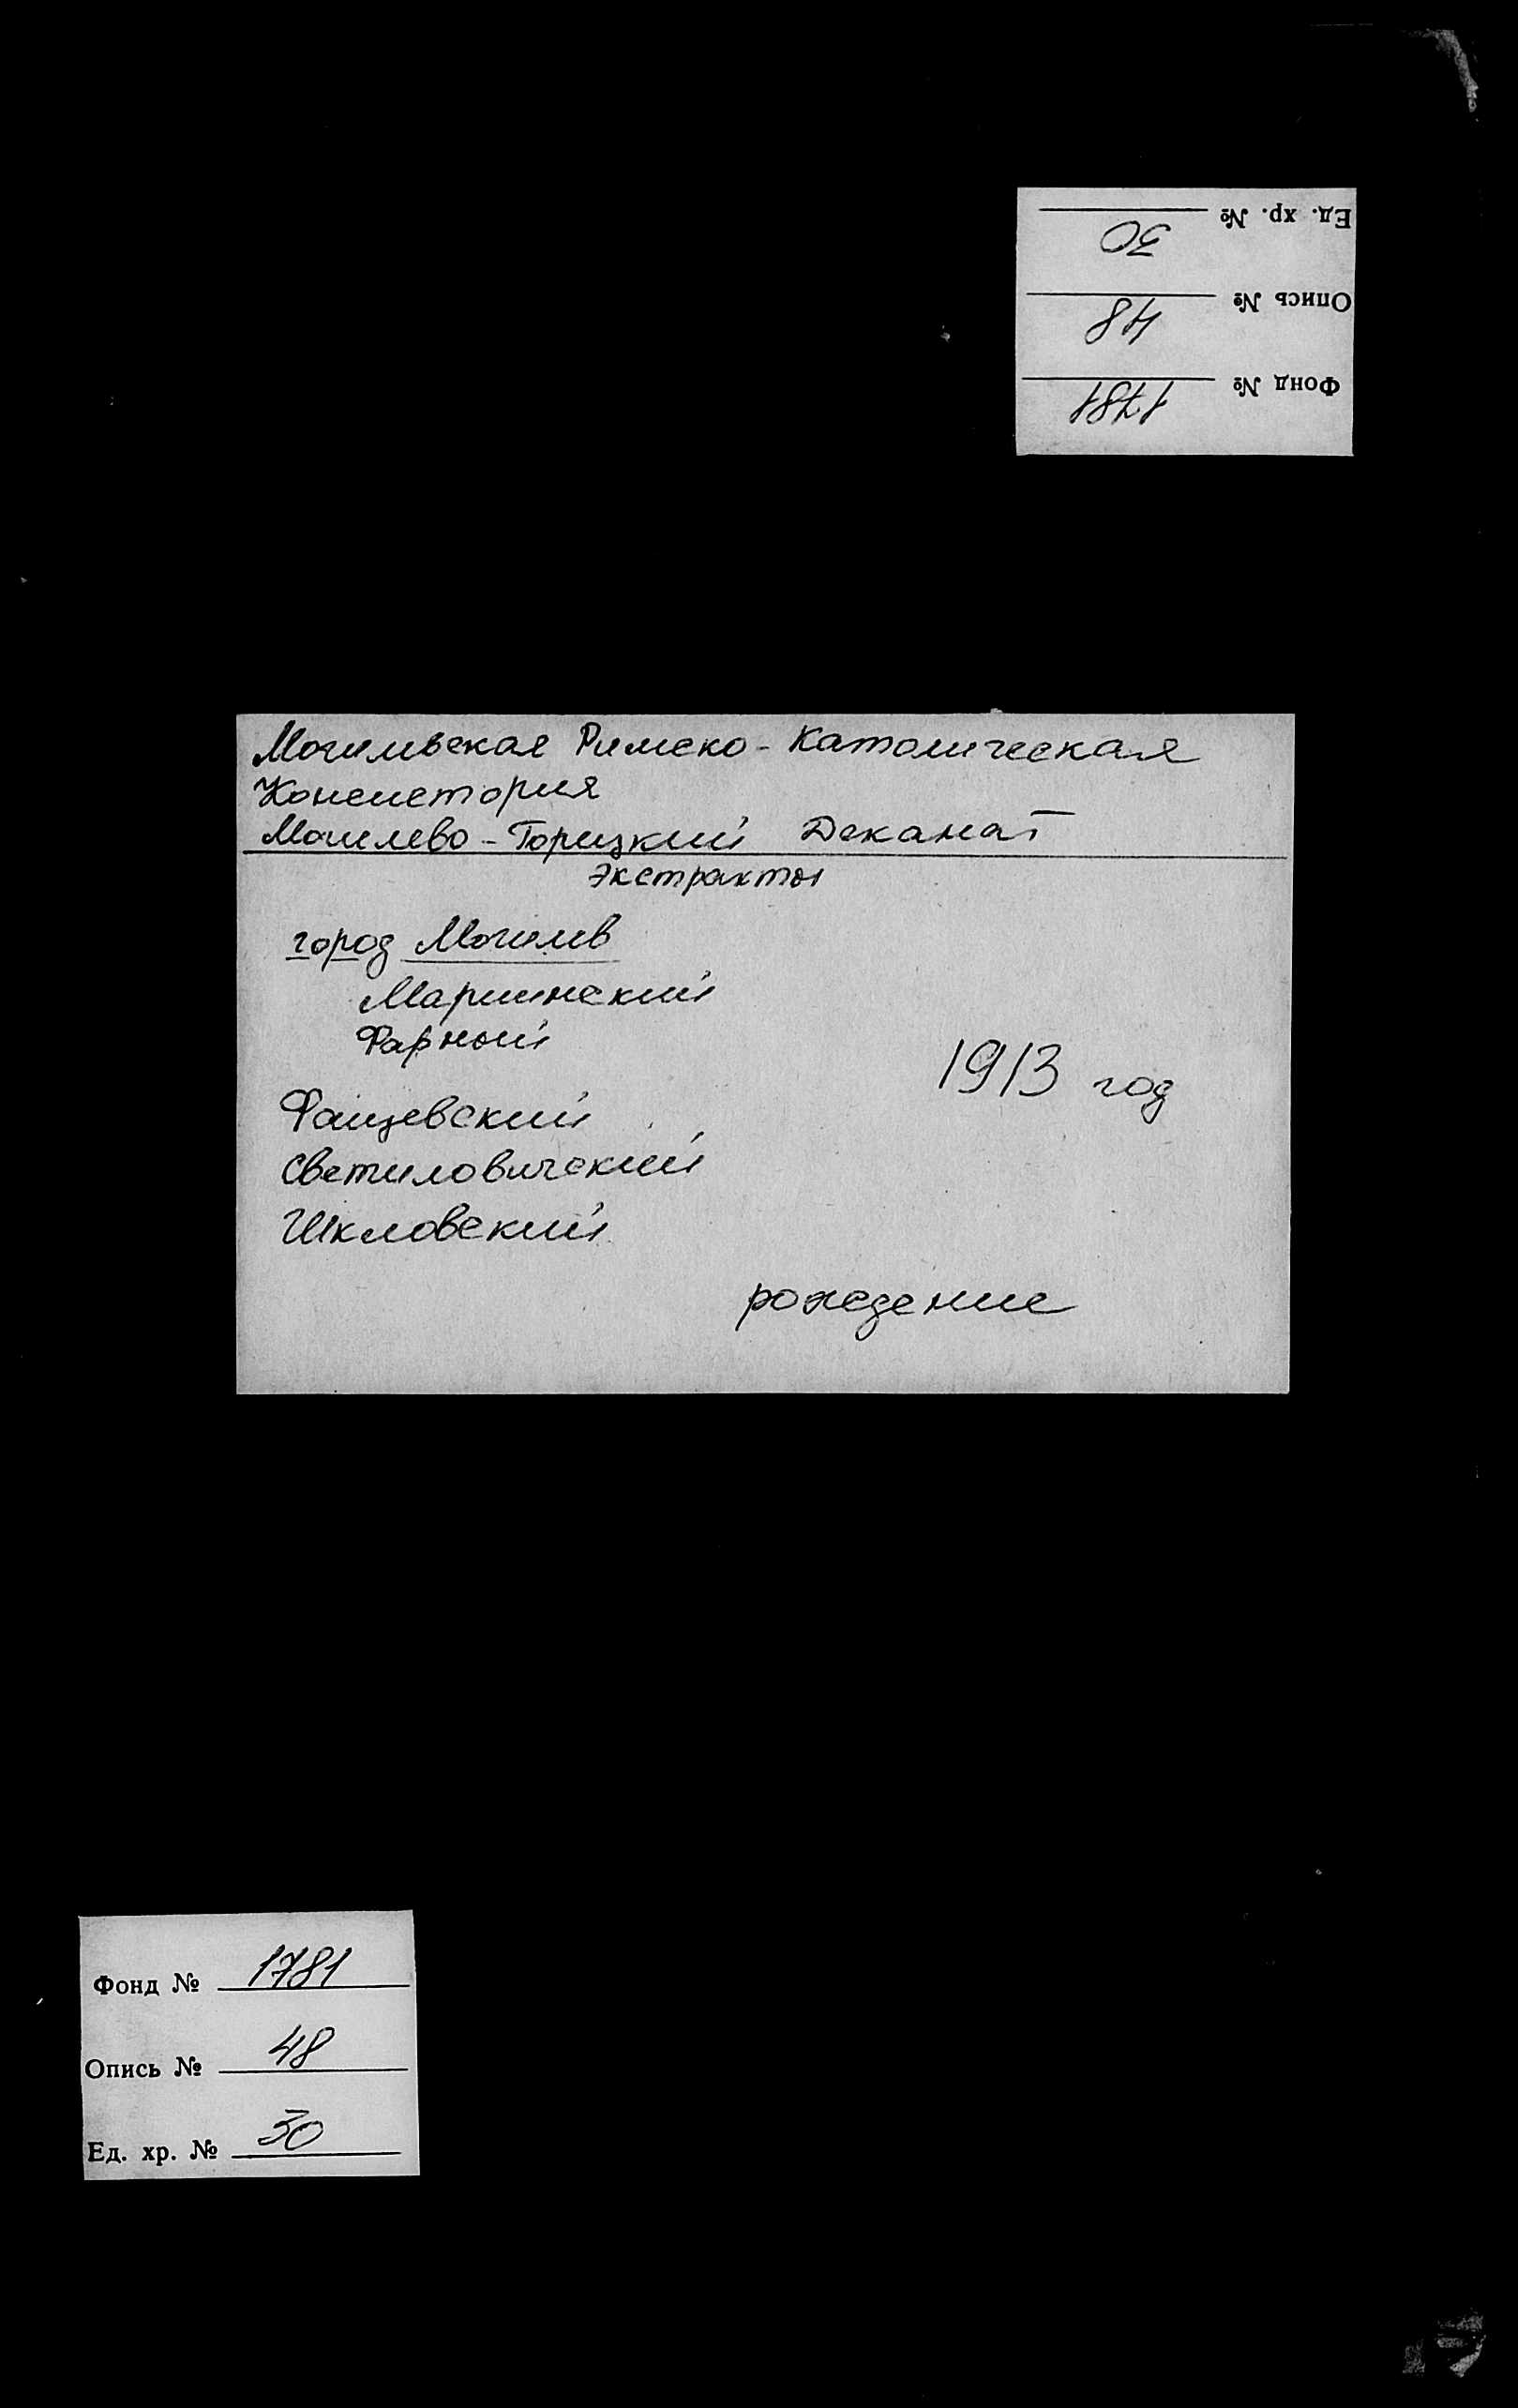 Ед. хр. № 30
Опись № 48
Фонд № 1781
Могилевская Римско-Католическая
Консистория
Могилево-Горецкий Деканат
Экстракты
город Могилев
Мариинский
Фарный
1913 год
Фащевский
Светиловичский
Шкловский
рождение
Фонд № 1781
Опись № 48
Ед. хр. № 30